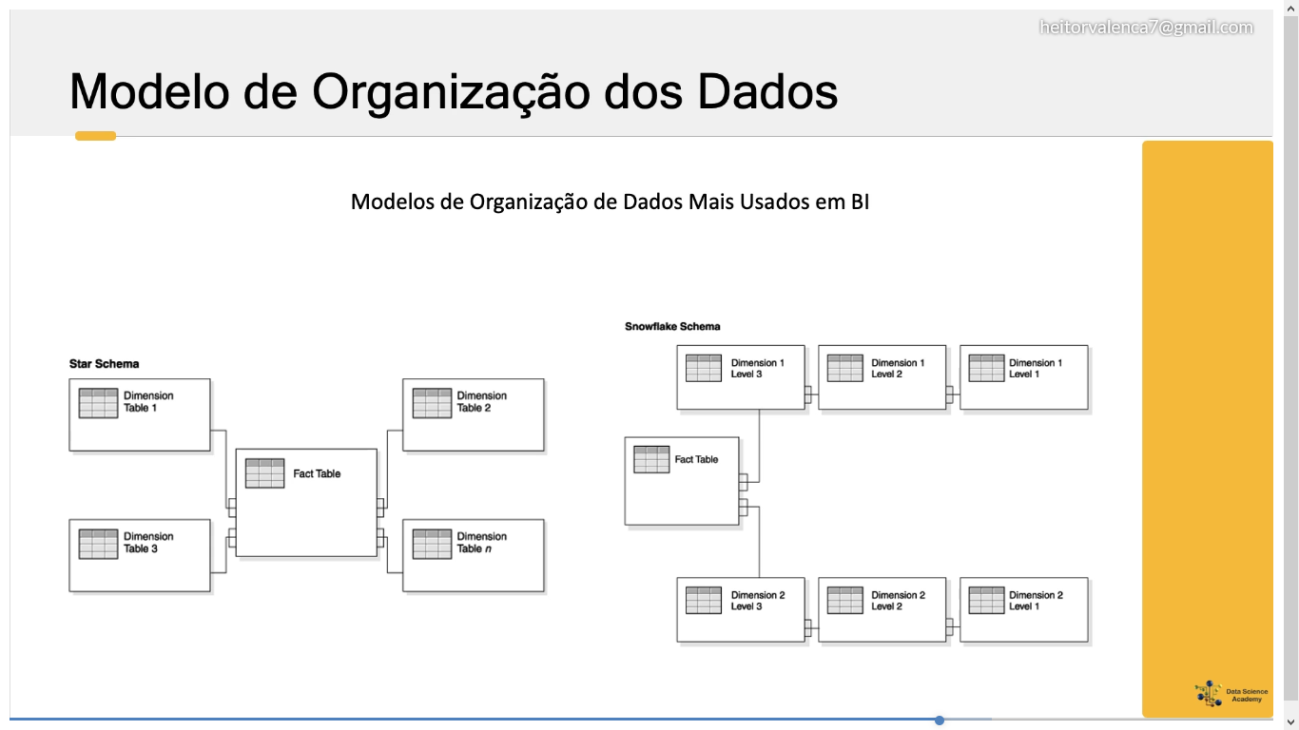 heitorvalenca7@gmail.com
Modelo de Organização dos Dados
Modelos de Organização de Dados Mais Usados em BI
Star Schema
Dimension
Table 1
Dimension
Table 2
Fact Table
Dimension
Table 3
Dimension
Table n
Snowflake Schema
Dimension 1
Level 3
Dimension 1
Level 2
Dimension 1
Level 1
Fact Table
Dimension 2
Level 3
Dimension 2
Level 2
Dimension 2
Level 1
Data Science
Academy